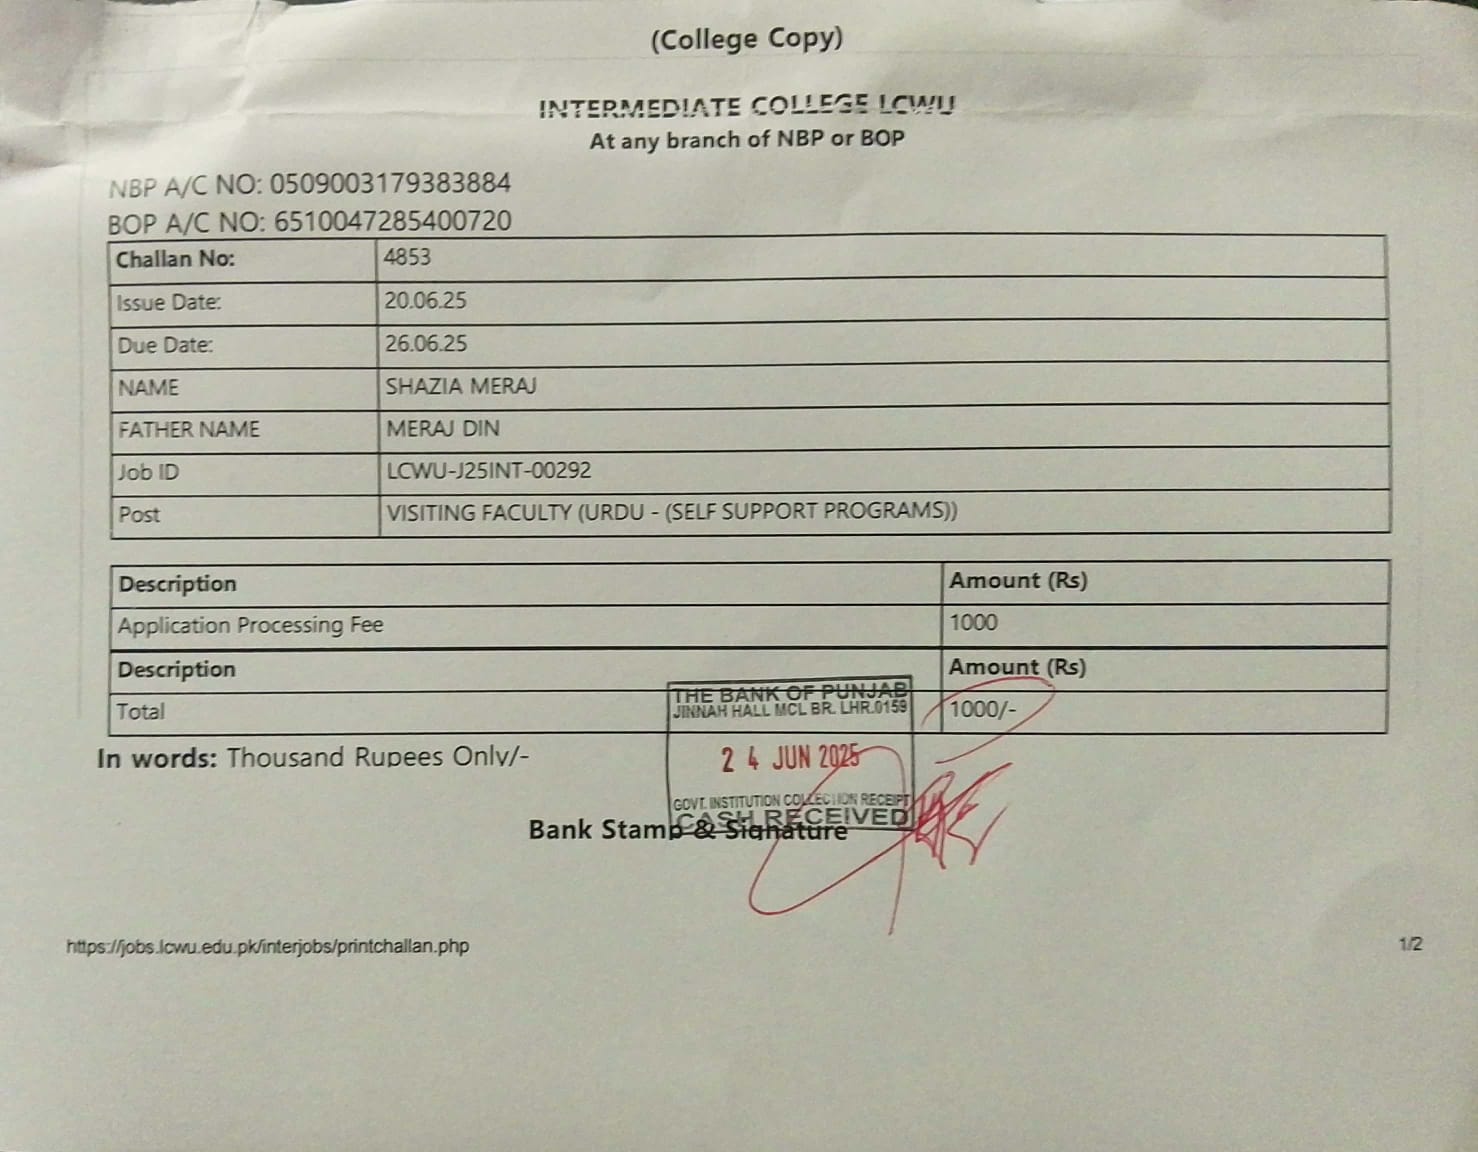 (College Copy)
INTERMEDIATE COLLEGE LCWU
At any branch of NBP or BOP
NBP A/C NO: 0509003179383884
BOP A/C NO: 6510047285400720
Challan No: 4853
Issue Date: 20.06.25
Due Date: 26.06.25
NAME SHAZIA MERAJ
FATHER NAME MERAJ DIN
Job ID LCWU-J25INT-00292
Post VISITING FACULTY (URDU - (SELF SUPPORT PROGRAMS))
Description Amount (Rs)
Application Processing Fee 1000
Description Amount (Rs)
Total 1000/-
THE BANK OF PUNJAB
JINNAH HALL MCL BR. LHR.0159
24 JUN 2025
GOVT. INSTITUTION COLLECTION RECEIPT
CASH RECEIVED
In words: Thousand Rupees Only/-
Bank Stamp & Signature
https://jobs.lcwu.edu.pk/interjobs/printchallan.php
1/2